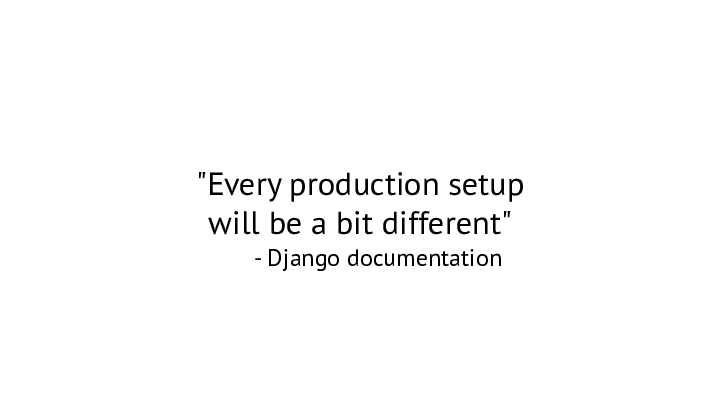 "Every production setup
will be a bit different"
- Django documentation